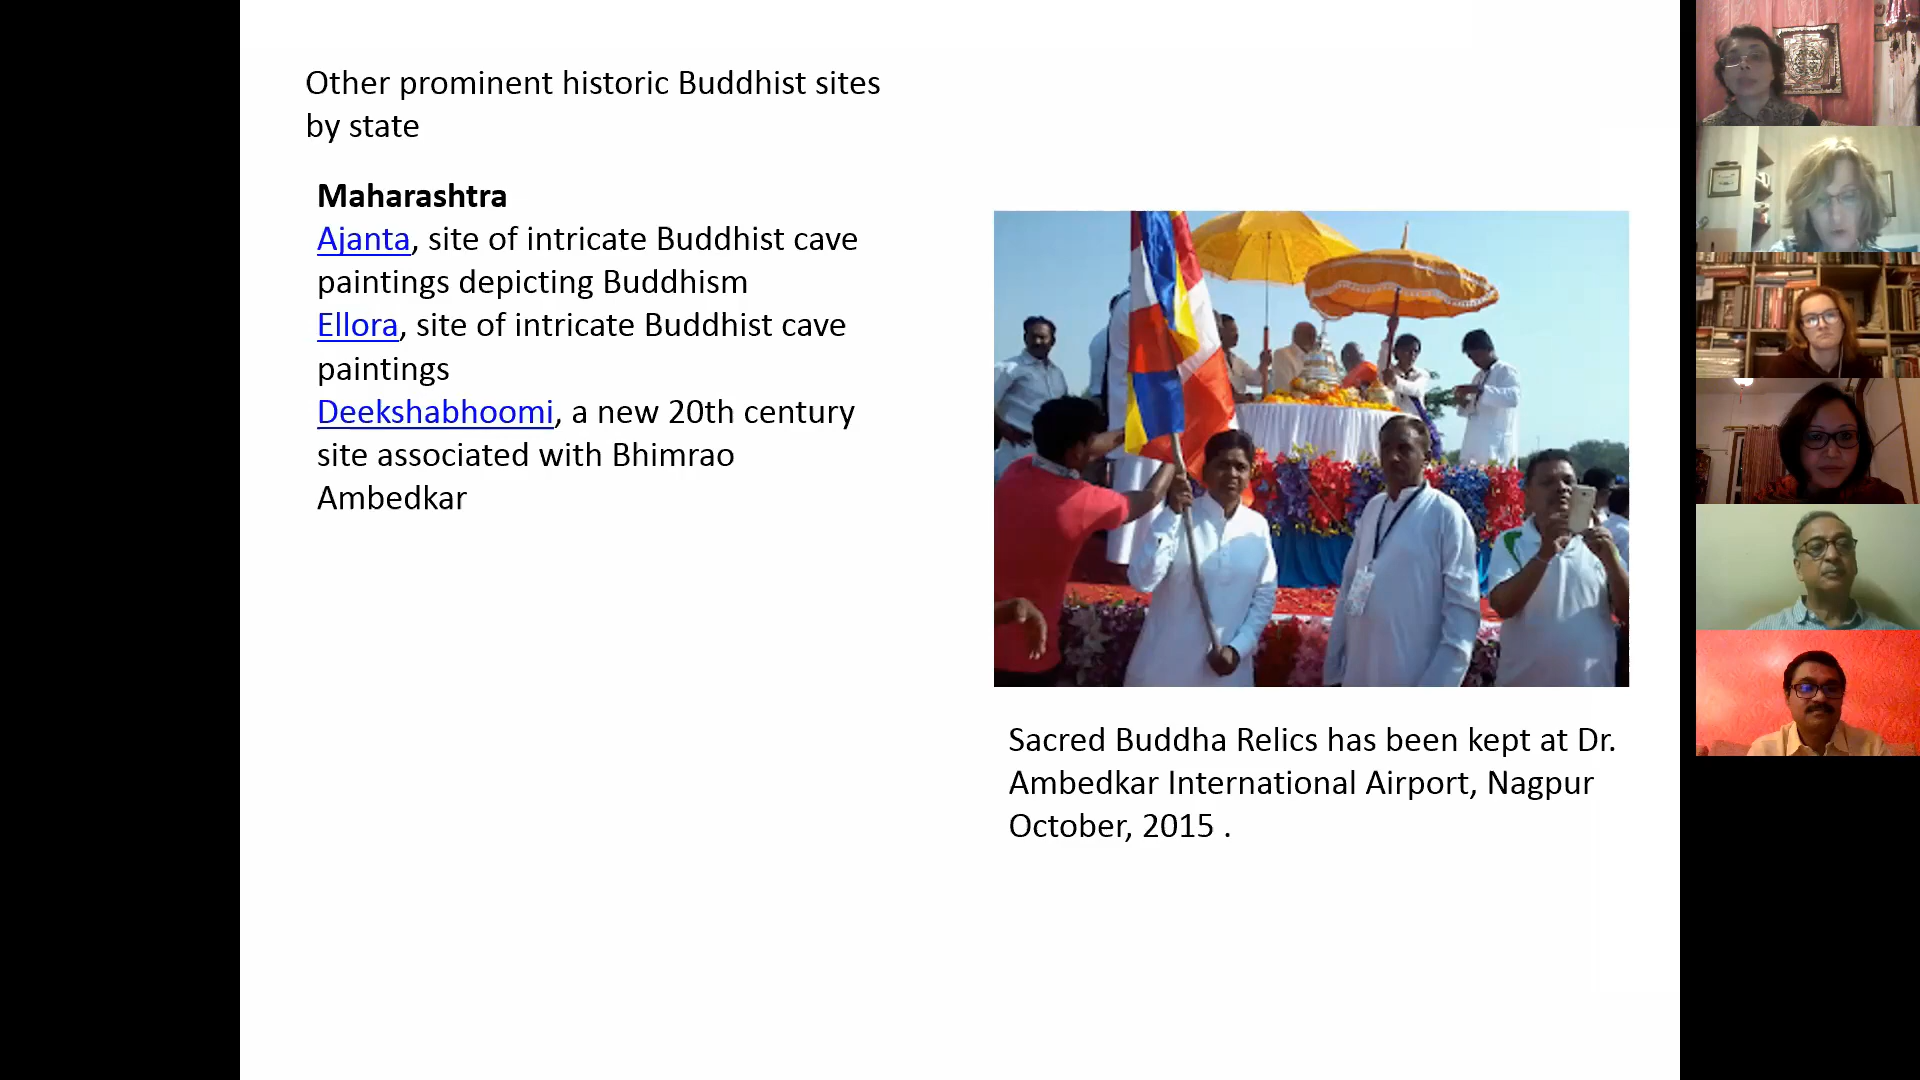 Other prominent historic Buddhist sites
by state
Maharashtra
Ajanta, site of intricate Buddhist cave
paintings depicting Buddhism
Ellora, site of intricate Buddhist cave
paintings
Deekshabhoomi, a new 20th century
site associated with Bhimrao
Ambedkar
Sacred Buddha Relics has been kept at Dr.
Ambedkar International Airport, Nagpur
October, 2015 .